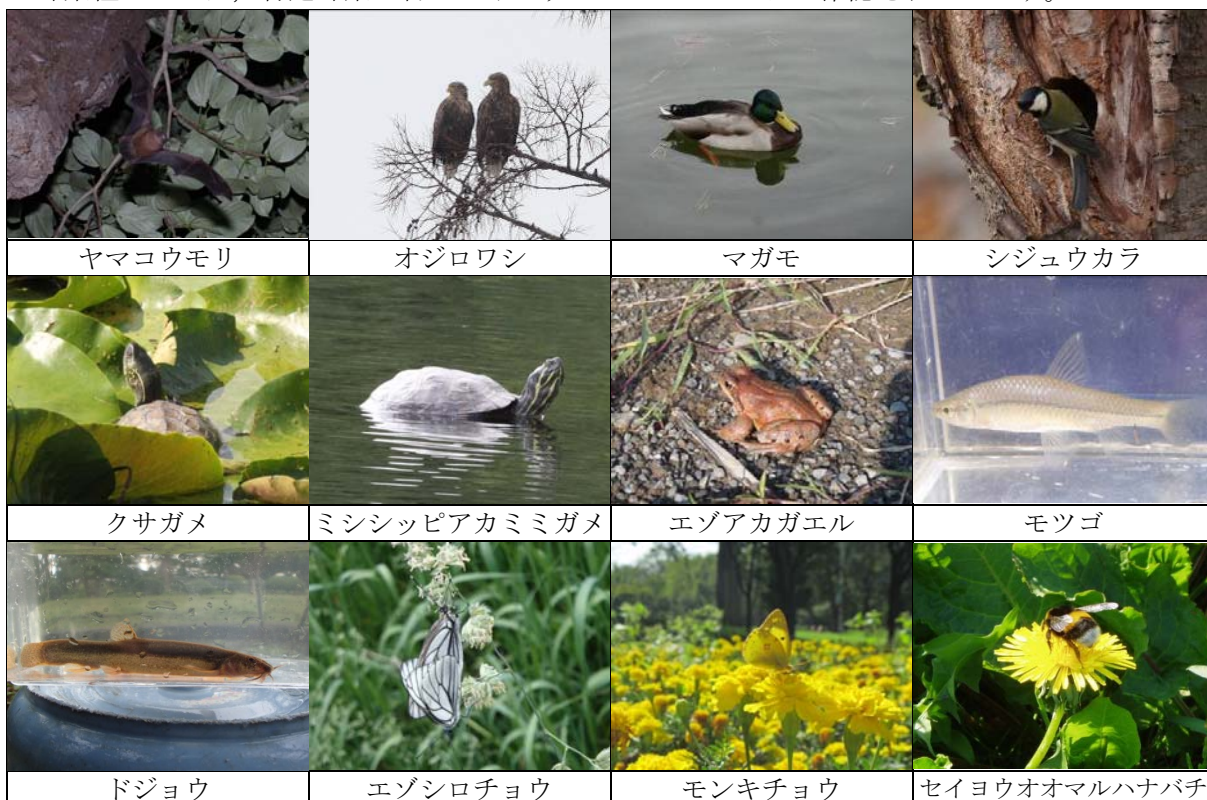 ヤマコウモリ
オジロワシ
マガモ
シジュウカラ
クサガメ
ミシシッピアカミミガメ
エゾアカガエル
モツゴ
ドジョウ
エゾシロチョウ
モンキチョウ
セイヨウオオマルハナバチ